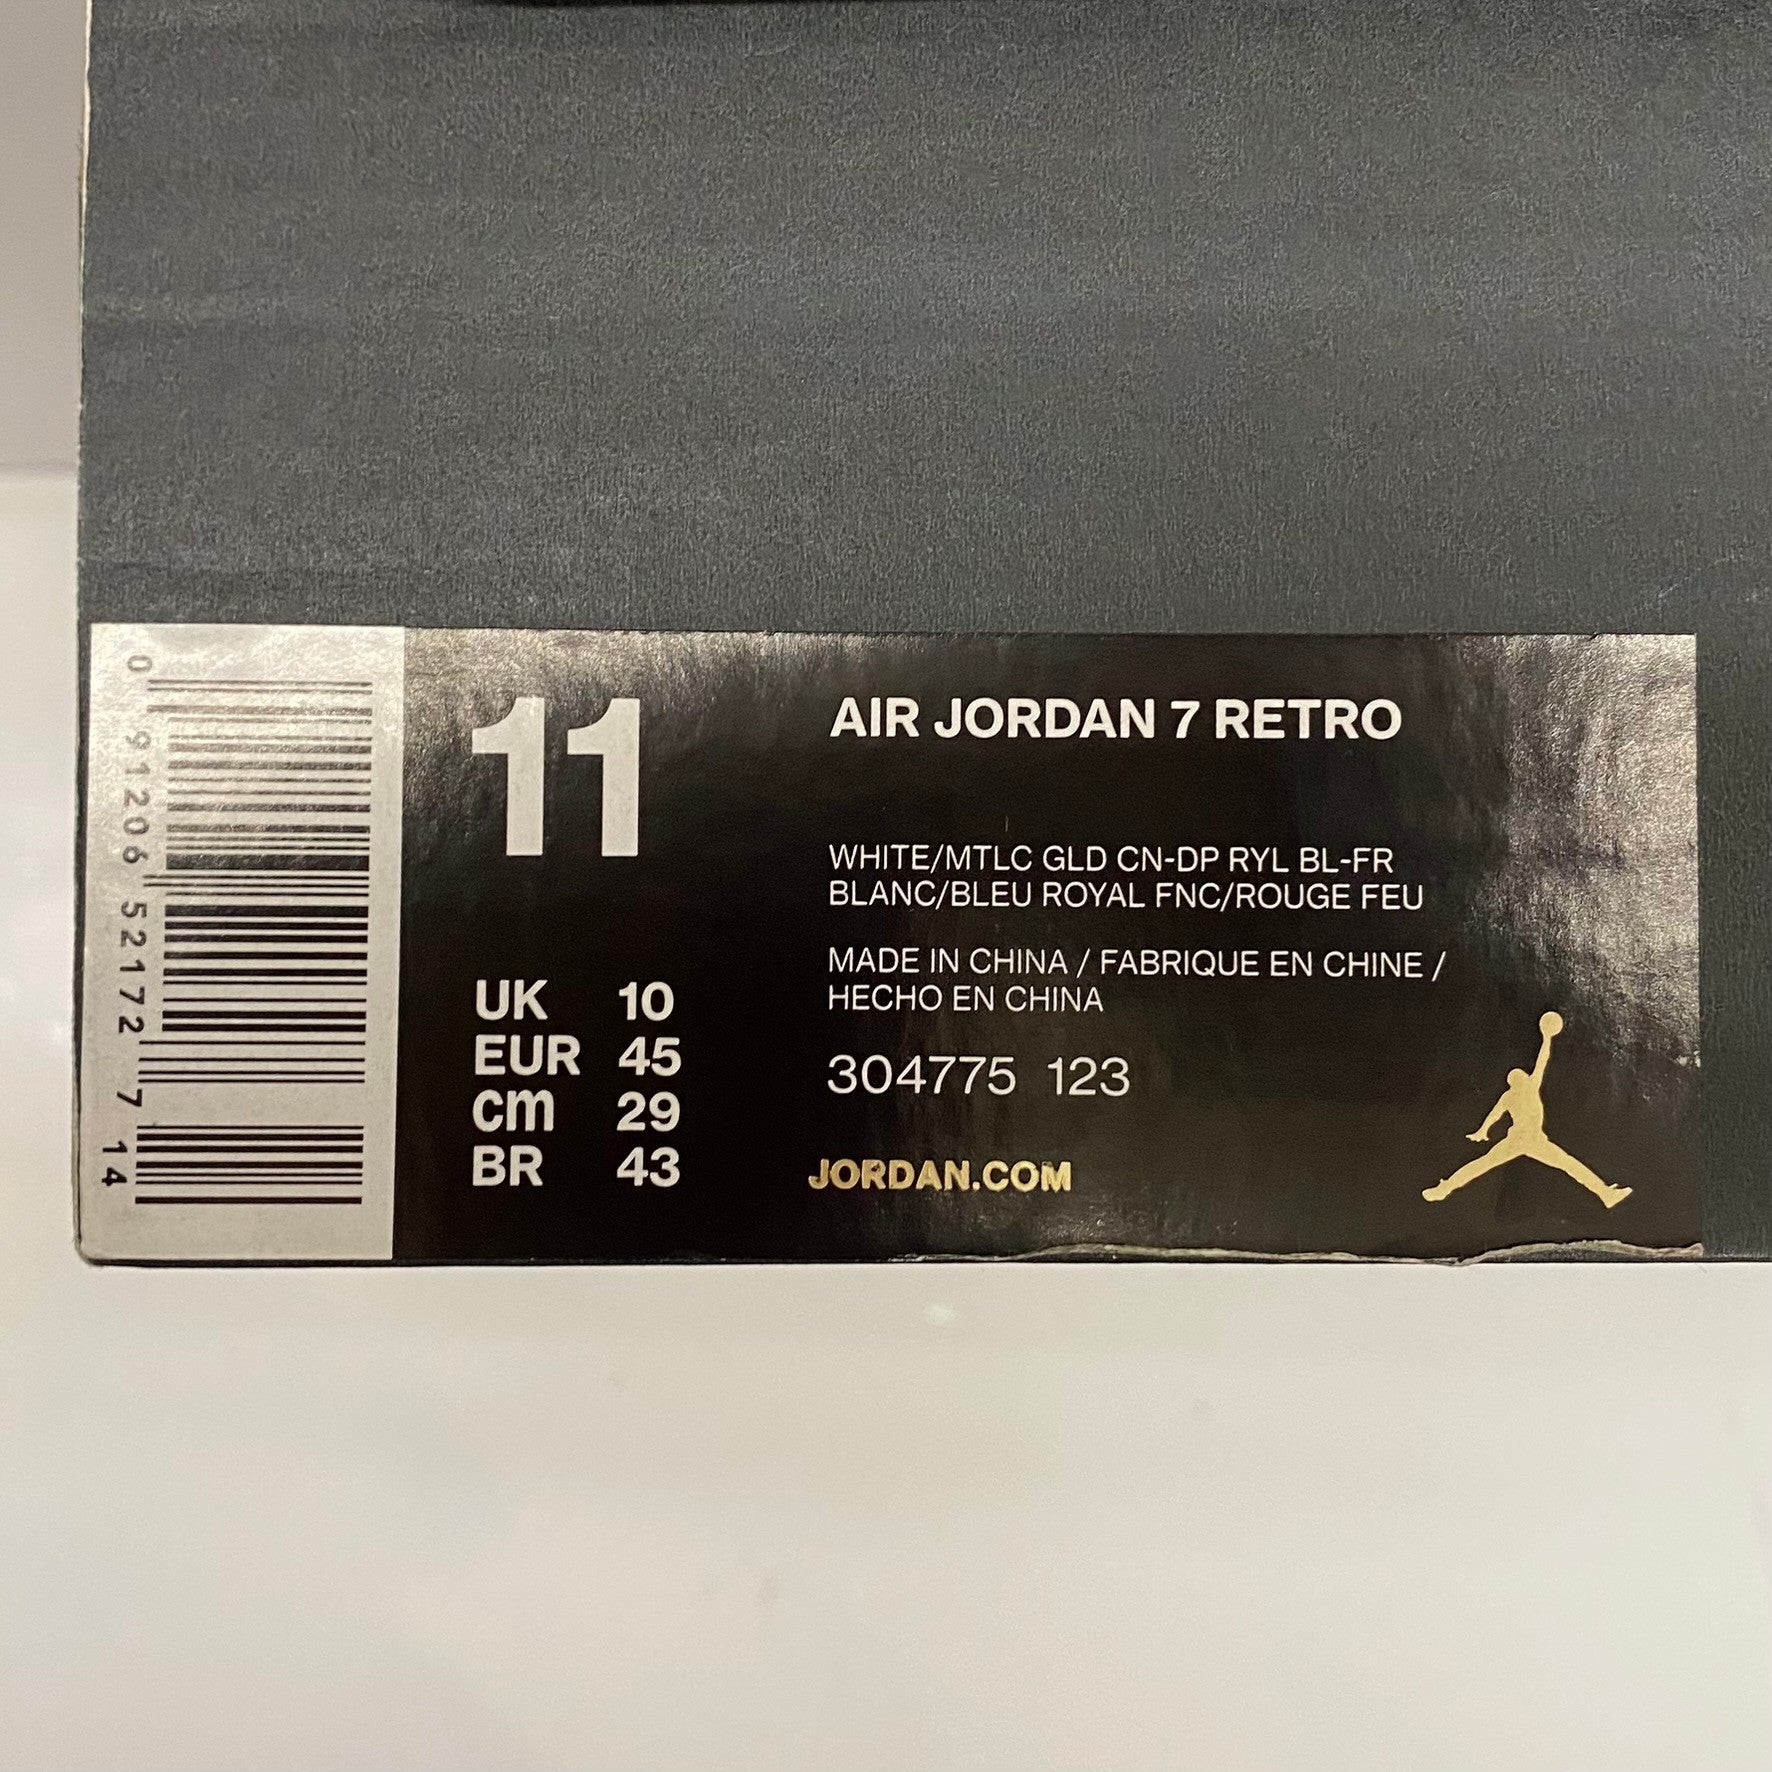 0 91206 52172 7 14
11
AIR JORDAN 7 RETRO
WHITE/MTLC GLD CN-DP RYL BL-FR
BLANC/BLEU ROYAL FNC/ROUGE FEU
MADE IN CHINA / FABRIQUE EN CHINE /
HECHO EN CHINA
UK 10
EUR 45
cm 29
BR 43
304775 123
JORDAN.COM